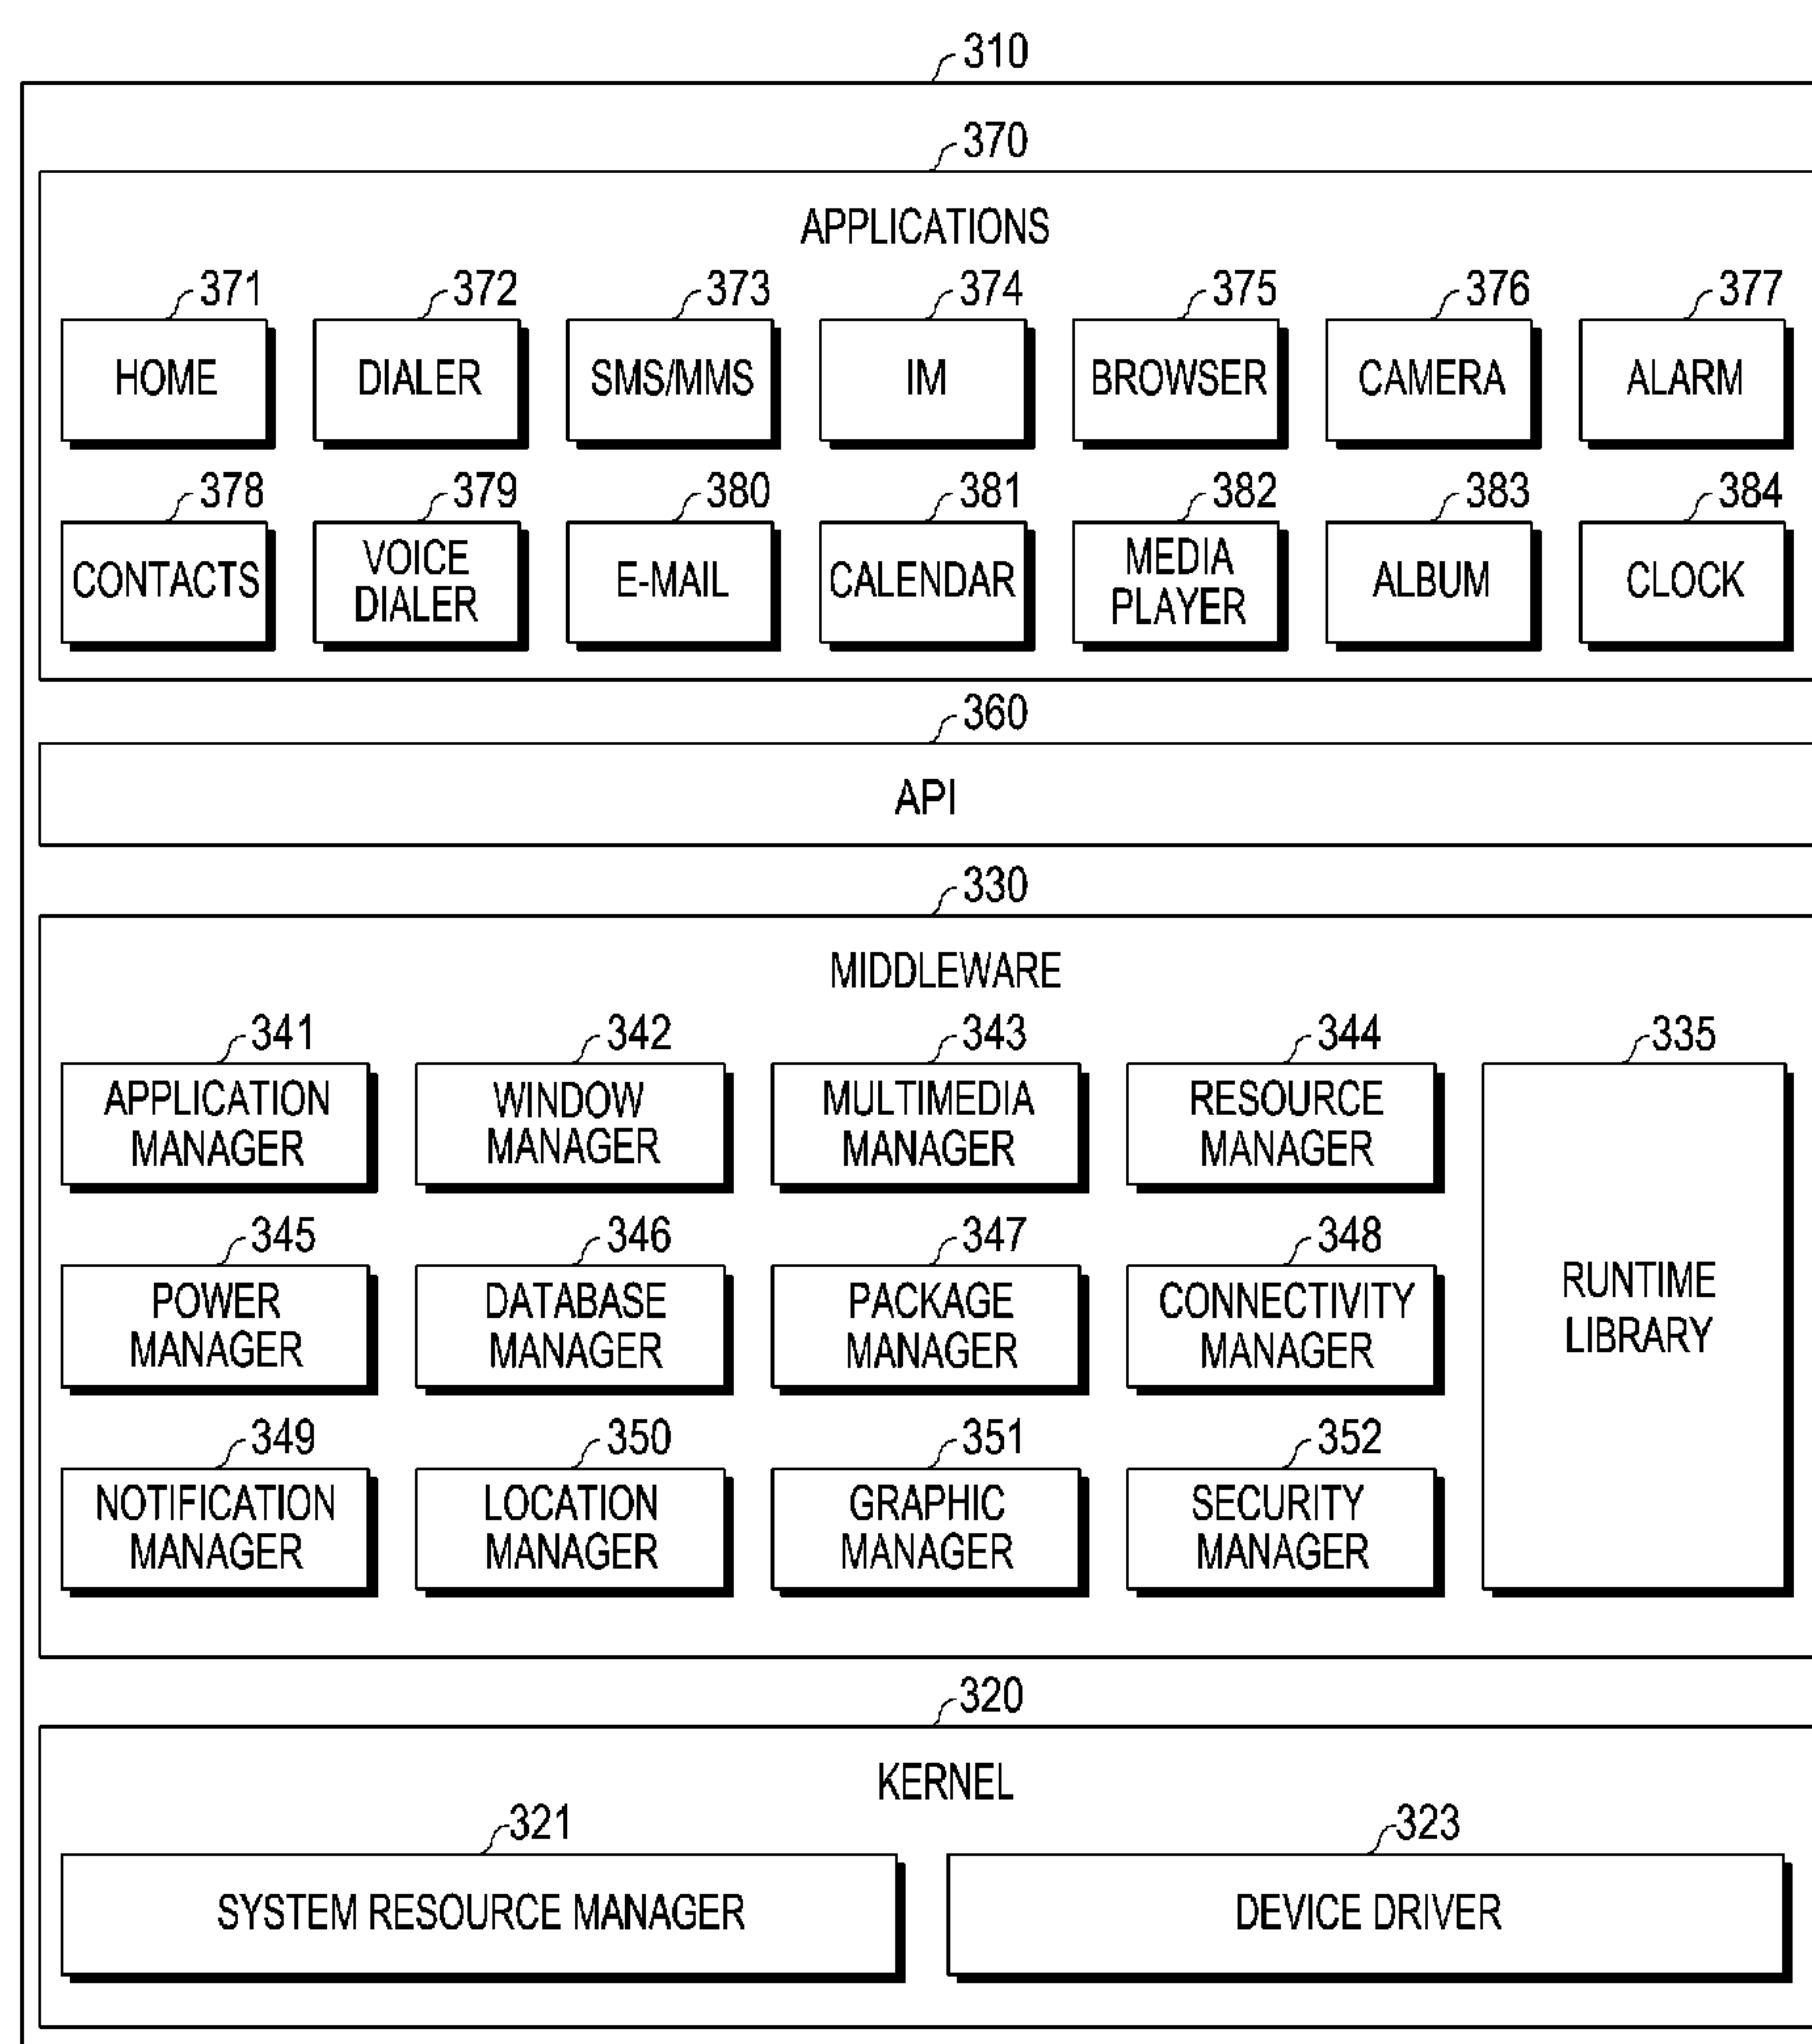 310
370
APPLICATIONS
371 372 373 374 375 376 377
HOME DIALER SMS/MMS IM BROWSER CAMERA ALARM
378 379 380 381 382 383 384
CONTACTS VOICE DIALER E-MAIL CALENDAR MEDIA PLAYER ALBUM CLOCK
360
API
330
MIDDLEWARE
341 342 343 344 335
APPLICATION MANAGER WINDOW MANAGER MULTIMEDIA MANAGER RESOURCE MANAGER
345 346 347 348
POWER MANAGER DATABASE MANAGER PACKAGE MANAGER CONNECTIVITY MANAGER RUNTIME LIBRARY
349 350 351 352
NOTIFICATION MANAGER LOCATION MANAGER GRAPHIC MANAGER SECURITY MANAGER
320
KERNEL
321 323
SYSTEM RESOURCE MANAGER DEVICE DRIVER